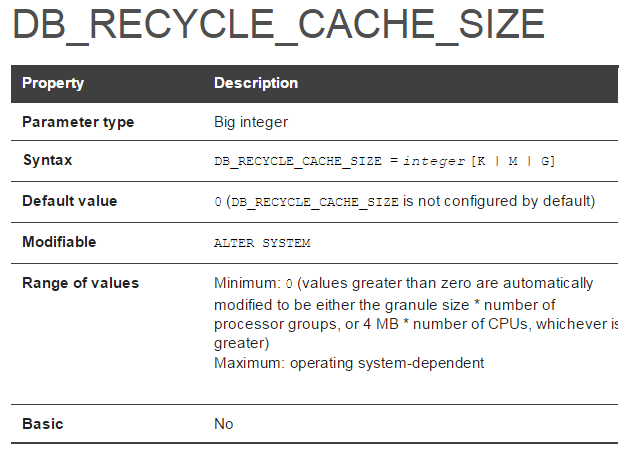 DB_RECYCLE_CACHE_SIZE
Property Description
Parameter type Big integer
Syntax DB_RECYCLE_CACHE_SIZE = integer [K | M | G]
Default value 0 (DB_RECYCLE_CACHE_SIZE is not configured by default)
Modifiable ALTER SYSTEM
Range of values Minimum: 0 (values greater than zero are automatically
modified to be either the granule size * number of
processor groups, or 4 MB * number of CPUs, whichever is
greater)
Maximum: operating system-dependent
Basic No